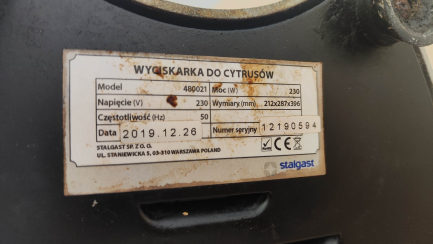 WYCISKARKA DO CYTRUSÓW
Model 480021 Moc (W) 230
Napięcie (V) 230 Wymiary (mm) 212x287x396
Częstotliwość (Hz) 50
Data 2019.12.26 Numer seryjny 12190594
STALGAST SP. Z O. O.
UL. STANIEWICKA 5, 03-310 WARSZAWA POLAND
CE
stalgast